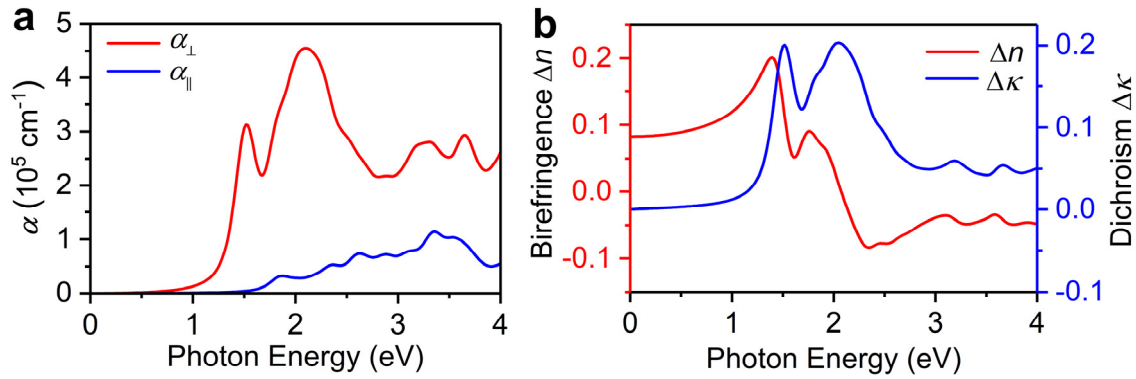 a
α⊥
α∥
α (10⁵ cm⁻¹)
5
4
3
2
1
0
0 1 2 3 4
Photon Energy (eV)
b
Δn
Δκ
Birefringence Δn
0.2
0.1
0.0
-0.1
0.2
0.1
0.0
-0.1
Dichroism Δκ
0 1 2 3 4
Photon Energy (eV)